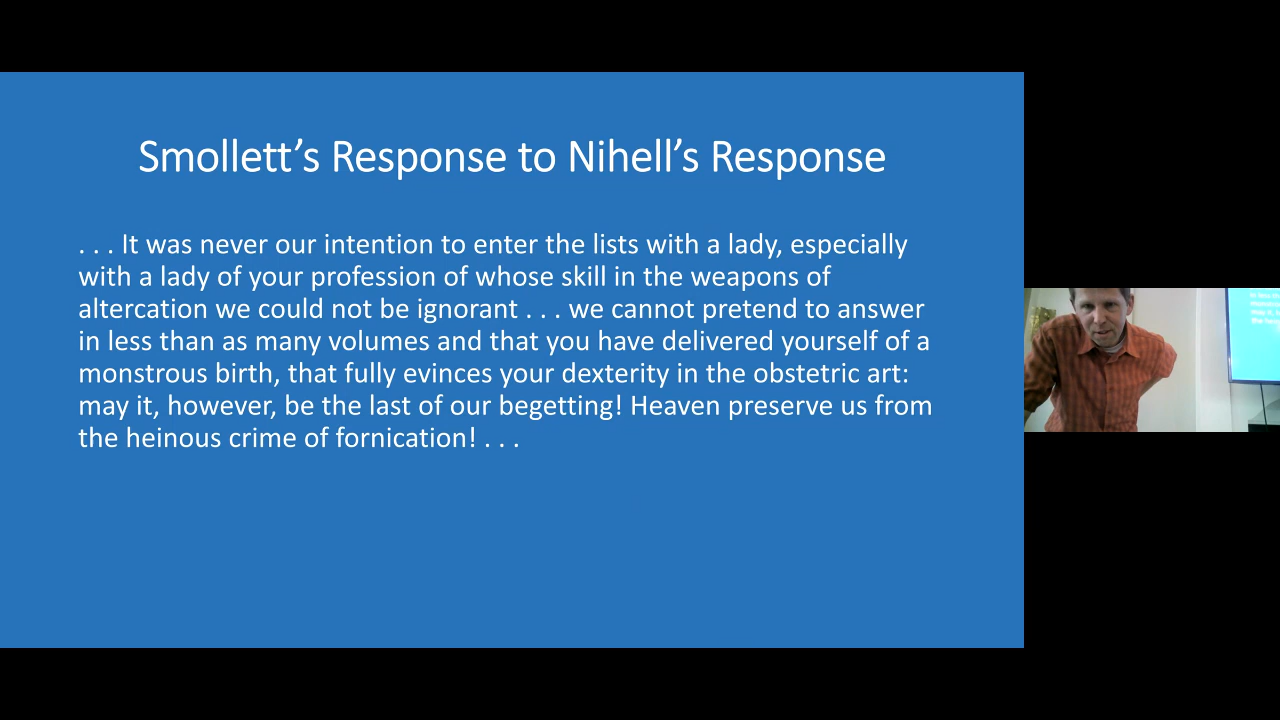 Smollett’s Response to Nihell’s Response
. . . It was never our intention to enter the lists with a lady, especially
with a lady of your profession of whose skill in the weapons of
altercation we could not be ignorant . . . we cannot pretend to answer
in less than as many volumes and that you have delivered yourself of a
monstrous birth, that fully evinces your dexterity in the obstetric art:
may it, however, be the last of our begetting! Heaven preserve us from
the heinous crime of fornication! . . .